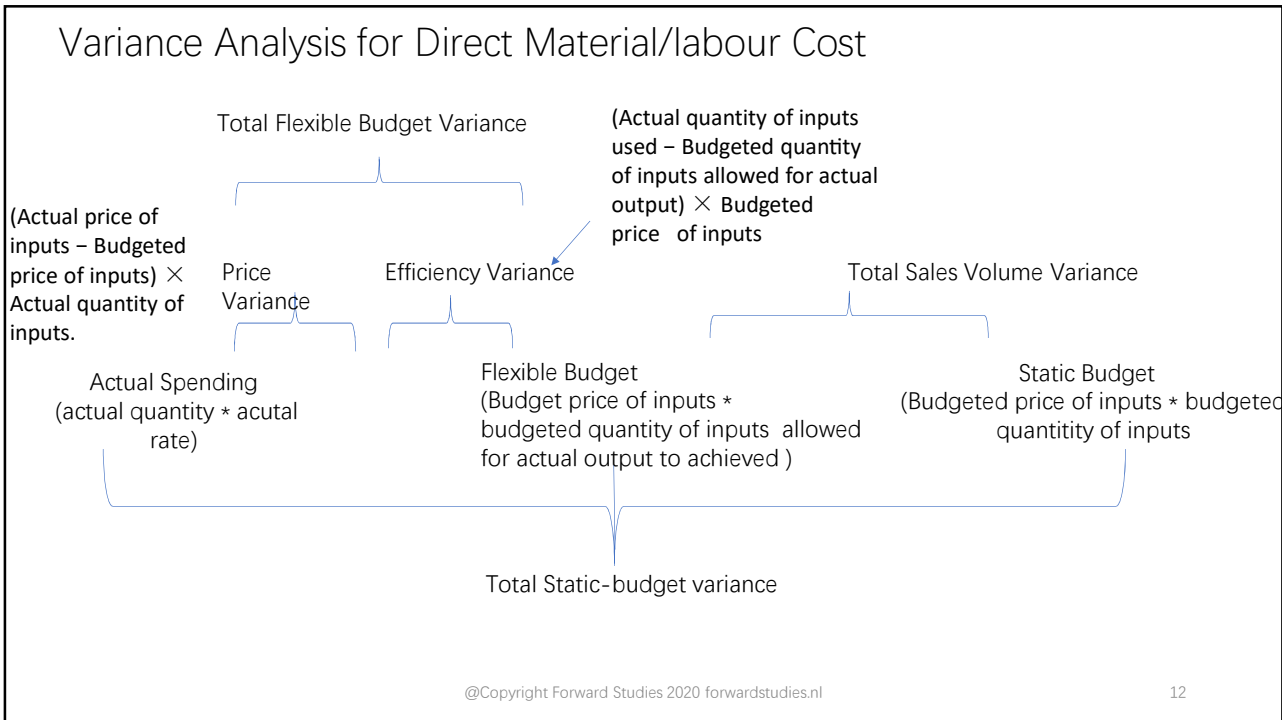 Variance Analysis for Direct Material/labour Cost
Total Flexible Budget Variance
(Actual quantity of inputs
used – Budgeted quantity
of inputs allowed for actual
output) × Budgeted
price of inputs
(Actual price of
inputs – Budgeted
price of inputs) ×
Actual quantity of
inputs.
Price
Variance
Efficiency Variance
Total Sales Volume Variance
Actual Spending
(actual quantity * acutal
rate)
Flexible Budget
(Budget price of inputs *
budgeted quantity of inputs allowed
for actual output to achieved )
Static Budget
(Budgeted price of inputs * budgeted
quantitity of inputs
Total Static-budget variance
@Copyright Forward Studies 2020 forwardstudies.nl
12